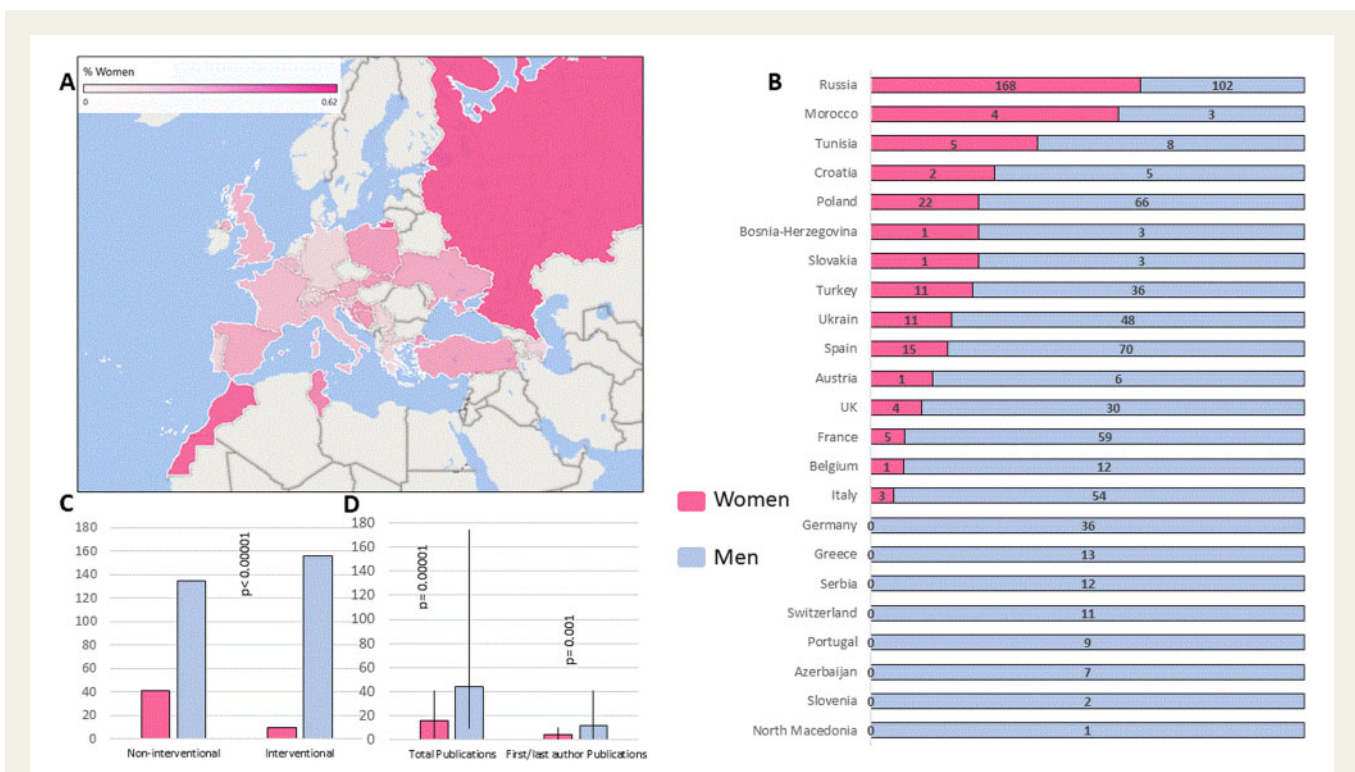 A
% Women
0 0.62
B
Russia 168 102
Morocco 4 3
Tunisia 5 8
Croatia 2 5
Poland 22 66
Bosnia-Herzegovina 1 3
Slovakia 1 3
Turkey 11 36
Ukrain 11 48
Spain 15 70
Austria 1 6
UK 4 30
France 5 59
Belgium 1 12
Italy 3 54
Germany 0 36
Greece 0 13
Serbia 0 12
Switzerland 0 11
Portugal 0 9
Azerbaijan 0 7
Slovenia 0 2
North Macedonia 0 1
Women
Men
C
180
160
140
120
100
80
60
40
20
0
p< 0.00001
Non-interventional Interventional
D
180
160
140
120
100
80
60
40
20
0
p= 0.00001
p= 0.001
Total Publications First/last author Publications